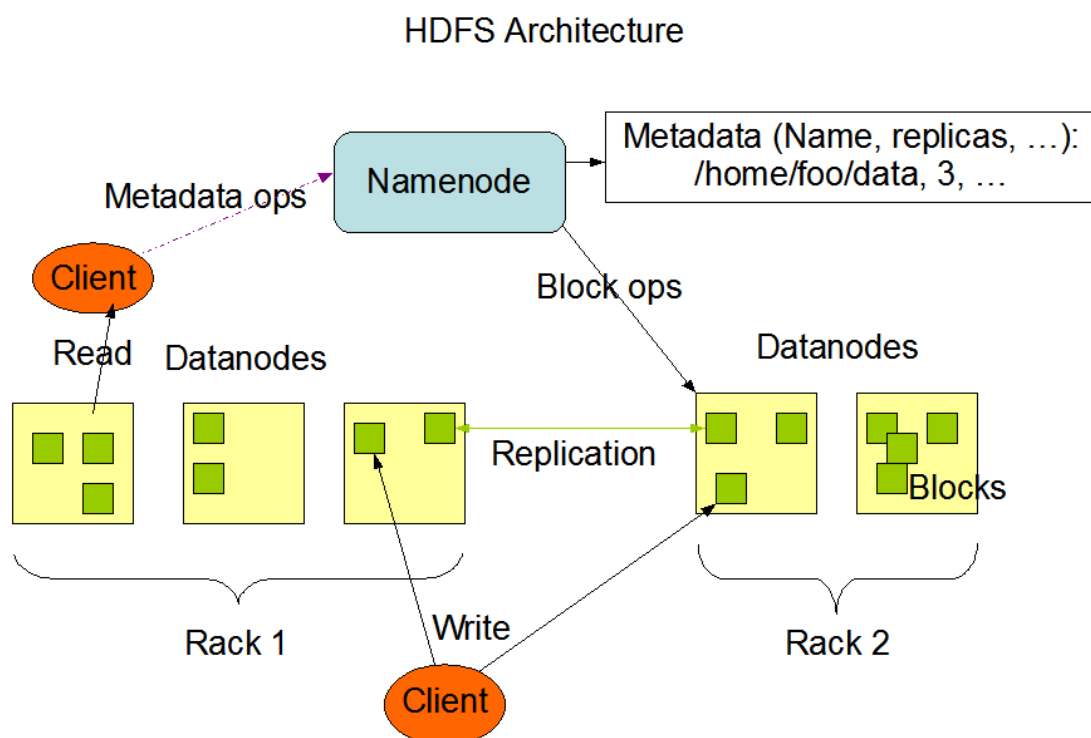 HDFS Architecture
Metadata (Name, replicas, …):
/home/foo/data, 3, …
Namenode
Metadata ops
Client
Block ops
Read
Datanodes
Datanodes
Replication
Blocks
Rack 1
Write
Rack 2
Client